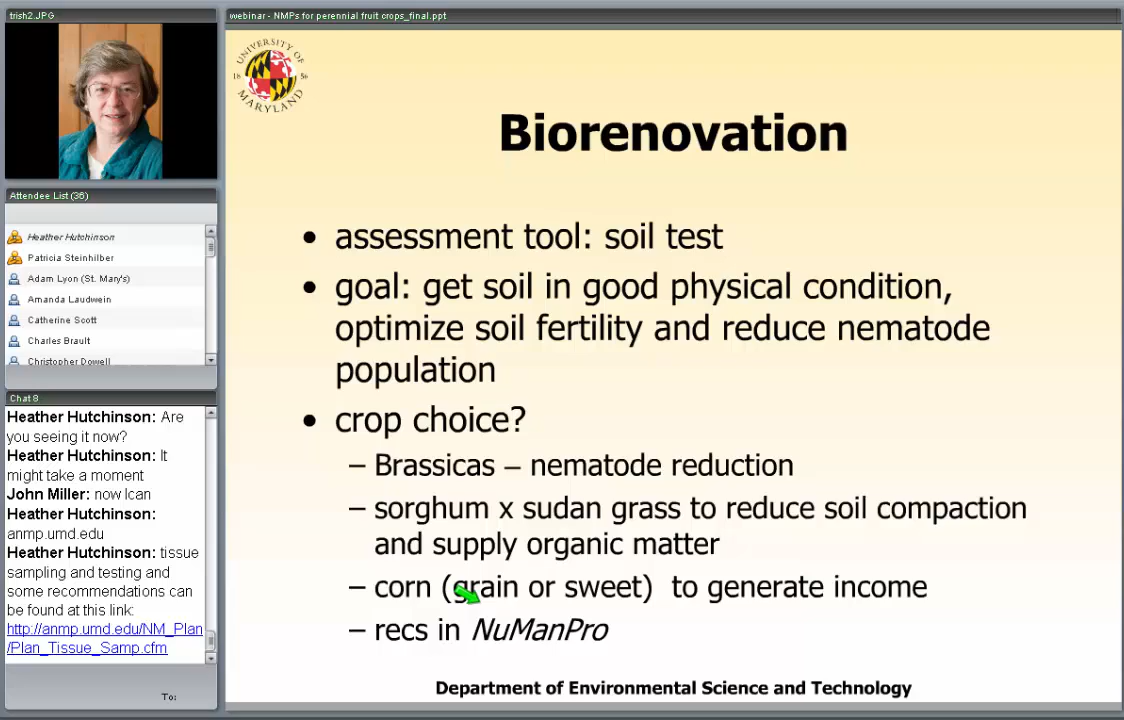 trish2.JPG
webinar - NMPs for perennial fruit crops_final.ppt
UNIVERSITY OF
18 56
MARYLAND
Biorenovation
• assessment tool: soil test
• goal: get soil in good physical condition,
optimize soil fertility and reduce nematode
population
• crop choice?
– Brassicas – nematode reduction
– sorghum x sudan grass to reduce soil compaction
and supply organic matter
– corn (grain or sweet) to generate income
– recs in NuManPro
Department of Environmental Science and Technology
Attendee List (36)
Heather Hutchinson
Patricia Steinhilber
Adam Lyon (St. Mary's)
Amanda Laudwein
Catherine Scott
Charles Brault
Christopher Dowell
Chat 8
Heather Hutchinson: Are
you seeing it now?
Heather Hutchinson: It
might take a moment
John Miller: now Ican
Heather Hutchinson:
anmp.umd.edu
Heather Hutchinson: tissue
sampling and testing and
some recommendations can
be found at this link:
http://anmp.umd.edu/NM_Plan
/Plan_Tissue_Samp.cfm
To: